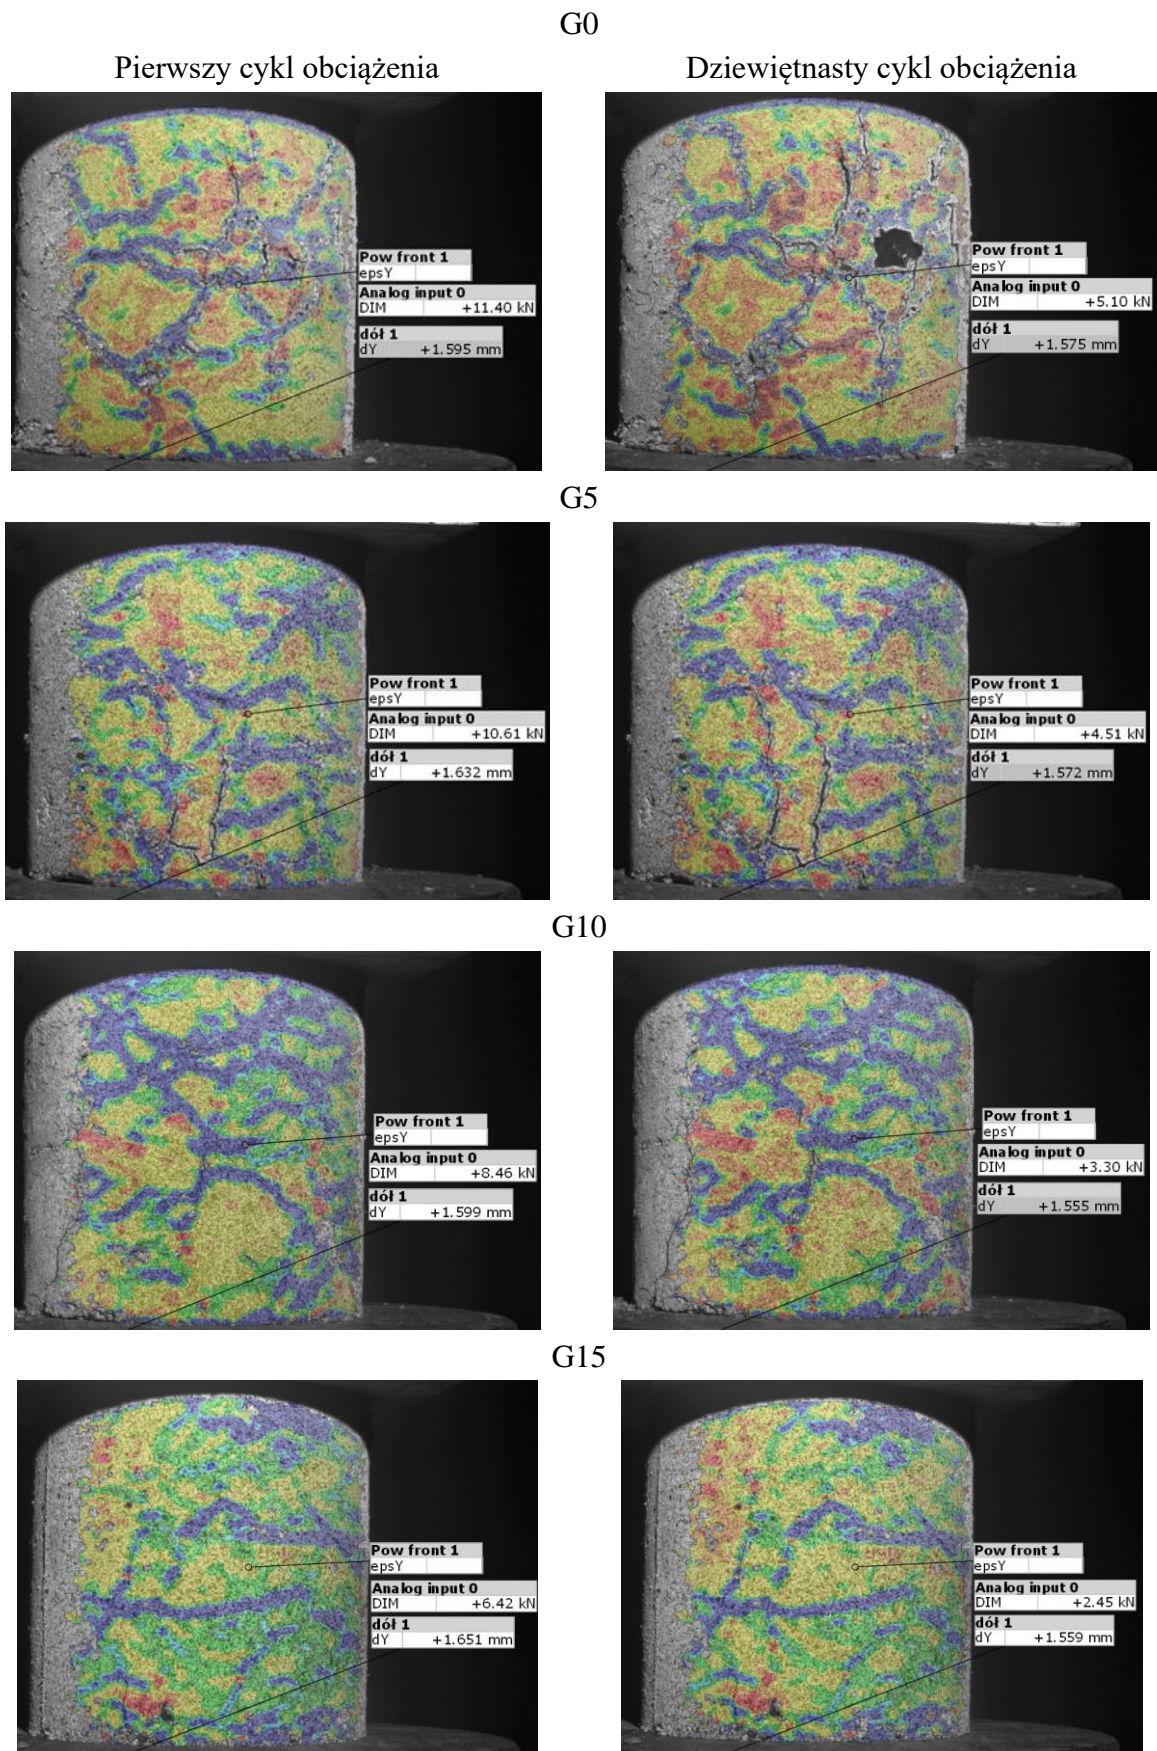 G0
Pierwszy cykl obciążenia
Dziewiętnasty cykl obciążenia
Pow front 1
epsY
Analog input 0
DIM +11.40 kN
dół 1
dY +1.595 mm
Pow front 1
epsY
Analog input 0
DIM +5.10 kN
dół 1
dY +1.575 mm
G5
Pow front 1
epsY
Analog input 0
DIM +10.61 kN
dół 1
dY +1.632 mm
Pow front 1
epsY
Analog input 0
DIM +4.51 kN
dół 1
dY +1.572 mm
G10
Pow front 1
epsY
Analog input 0
DIM +8.46 kN
dół 1
dY +1.599 mm
Pow front 1
epsY
Analog input 0
DIM +3.30 kN
dół 1
dY +1.555 mm
G15
Pow front 1
epsY
Analog input 0
DIM +6.42 kN
dół 1
dY +1.651 mm
Pow front 1
epsY
Analog input 0
DIM +2.45 kN
dół 1
dY +1.559 mm